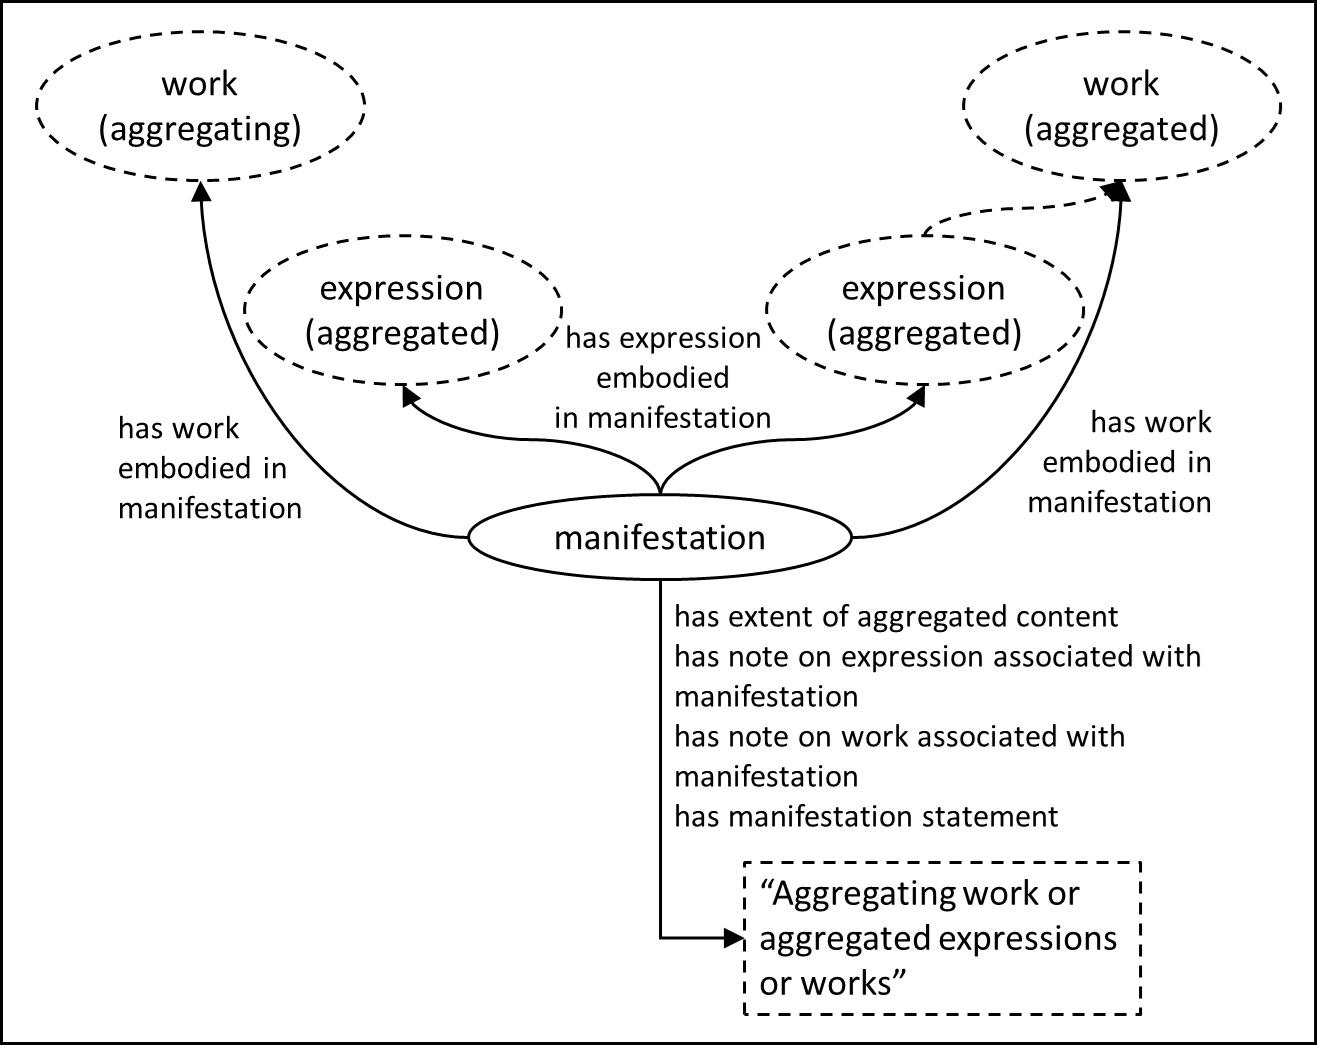 work
(aggregating)
work
(aggregated)
expression
(aggregated)
expression
(aggregated)
has expression
embodied
in manifestation
has work
embodied in
manifestation
has work
embodied in
manifestation
manifestation
has extent of aggregated content
has note on expression associated with
manifestation
has note on work associated with
manifestation
has manifestation statement
“Aggregating work or
aggregated expressions
or works”